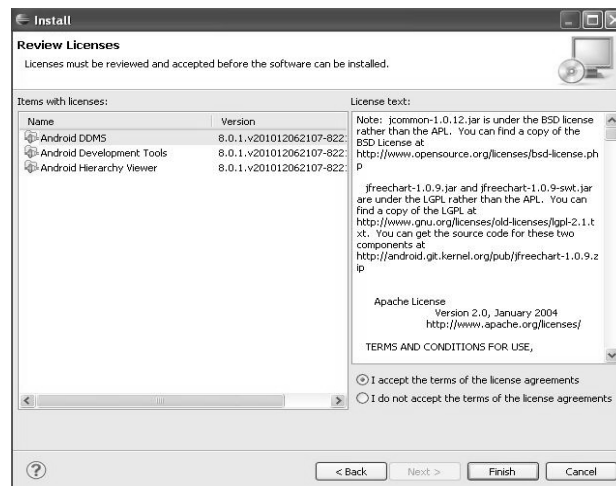 Install
Review Licenses
Licenses must be reviewed and accepted before the software can be installed.
Items with licenses:
Name Version
Android DDMS 8.0.1.v201012062107-822
Android Development Tools 8.0.1.v201012062107-822
Android Hierarchy Viewer 8.0.1.v201012062107-822
License text:
Note: jcommon-1.0.12.jar is under the BSD license
rather than the APL. You can find a copy of the
BSD License at
http://www.opensource.org/licenses/bsd-license.ph
p
jfreechart-1.0.9.jar and jfreechart-1.0.9-swt.jar
are under the LGPL rather than the APL. You can
find a copy of the LGPL at
http://www.gnu.org/licenses/old-licenses/lgpl-2.1.t
xt. You can get the source code for these two
components at
http://android.git.kernel.org/pub/jfreechart-1.0.9.z
ip
Apache License
Version 2.0, January 2004
http://www.apache.org/licenses/
TERMS AND CONDITIONS FOR USE,
I accept the terms of the license agreements
I do not accept the terms of the license agreements
? < Back Next > Finish Cancel